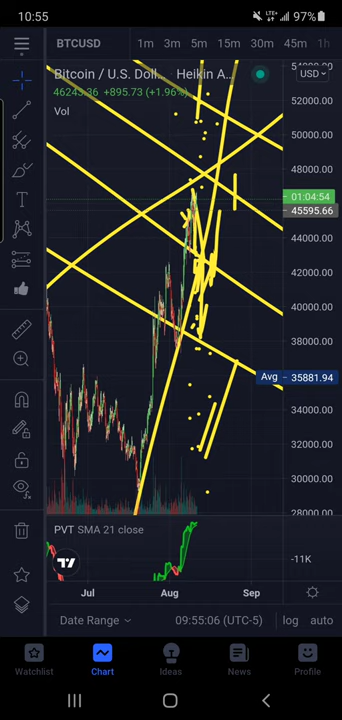 10:55
LTE+
97%
BTCUSD 1m 3m 5m 15m 30m 45m 1h
Bitcoin / U.S. Doll... Heikin A...
USD
46243.36 +895.73 (+1.96%)
Vol
52000.00
50000.00
48000.00
01:04:54
45595.66
44000.00
42000.00
40000.00
38000.00
Avg 35881.94
34000.00
32000.00
30000.00
28000.00
PVT SMA 21 close
-11K
Jul Aug Sep
Date Range 09:55:06 (UTC-5) log auto
Watchlist Chart Ideas News Profile